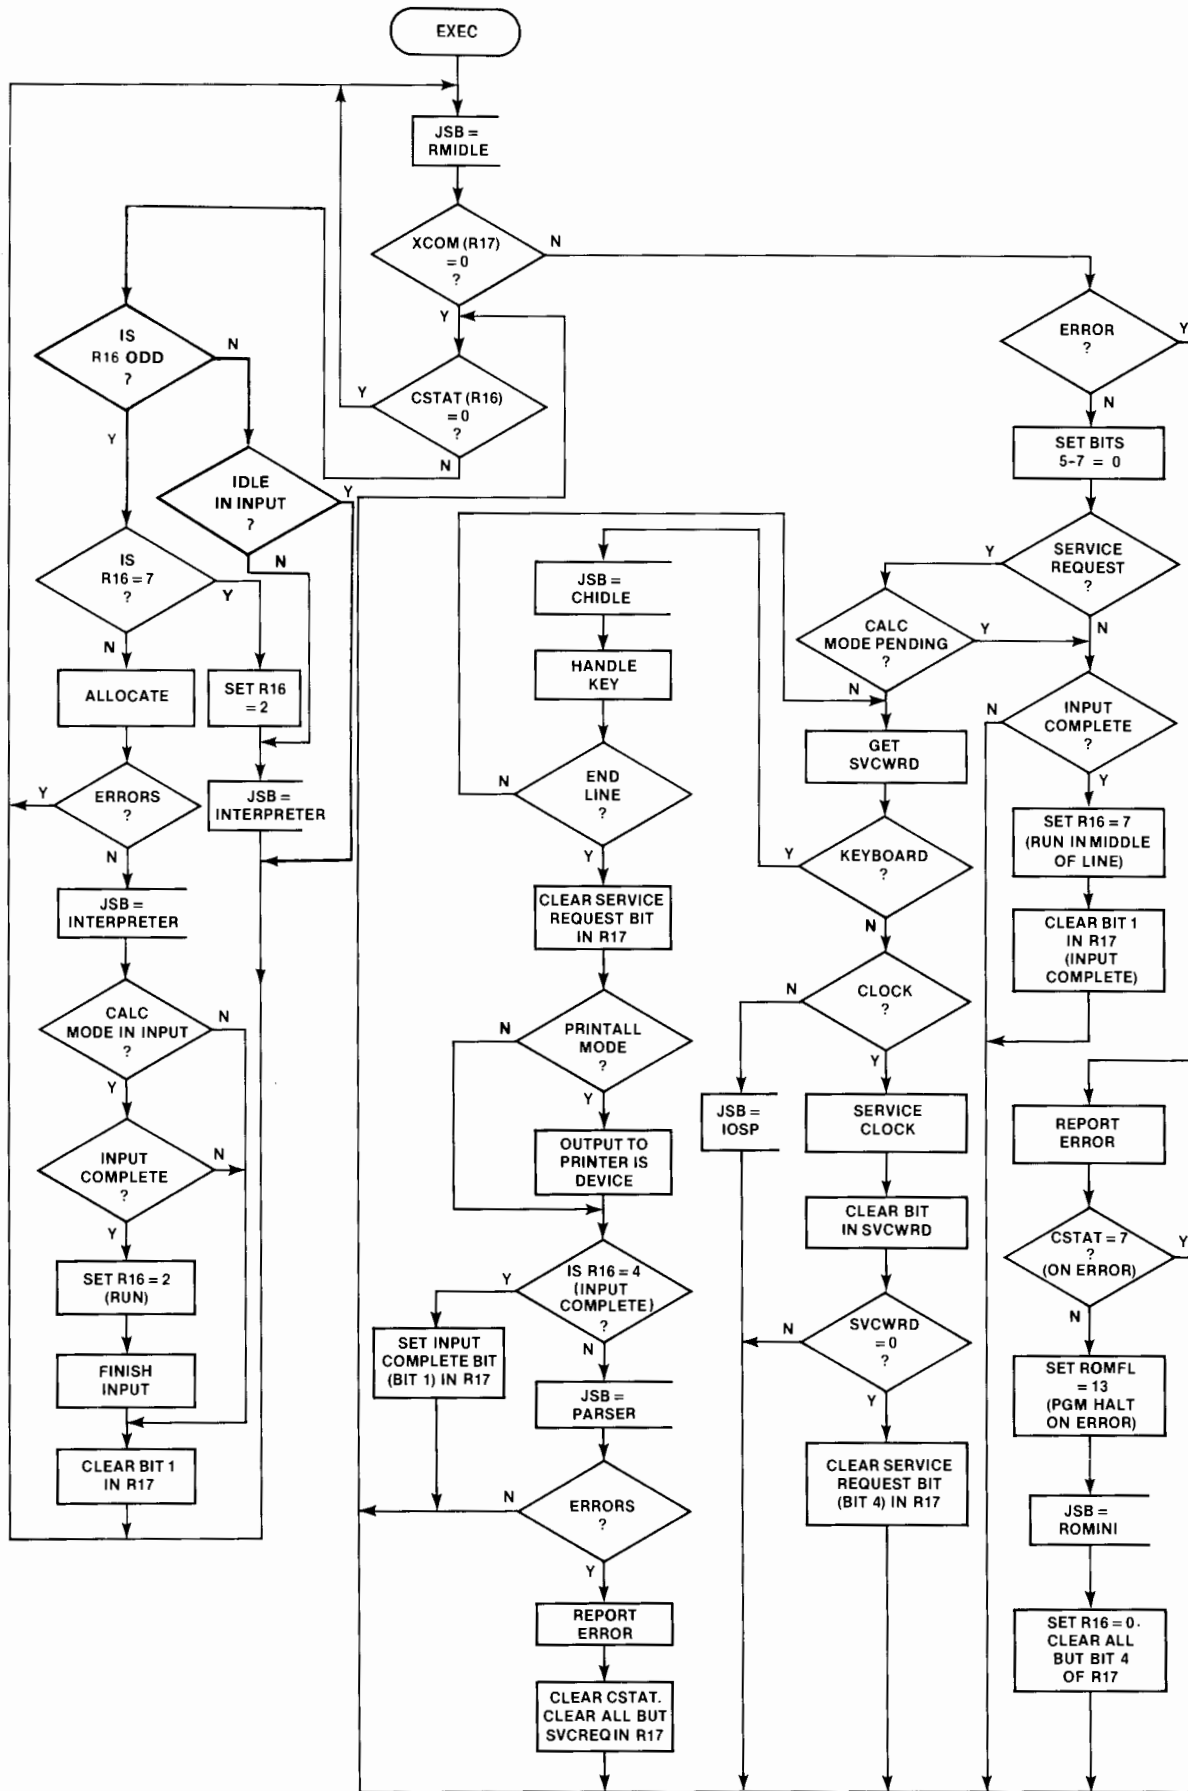 EXEC
JSB =
RMIDLE
XCOM (R17)
= 0
?
N
Y
CSTAT (R16)
= 0
?
Y
N
IS
R16 ODD
?
N
Y
IDLE
IN INPUT
?
Y
N
IS
R16 = 7
?
Y
N
ALLOCATE
SET R16
= 2
ERRORS
?
Y
N
JSB =
INTERPRETER
JSB =
INTERPRETER
CALC
MODE IN INPUT
?
N
Y
INPUT
COMPLETE
?
N
Y
SET R16 = 2
(RUN)
FINISH
INPUT
CLEAR BIT 1
IN R17
JSB =
CHIDLE
HANDLE
KEY
END
LINE
?
N
Y
CLEAR SERVICE
REQUEST BIT
IN R17
PRINTALL
MODE
?
N
Y
OUTPUT TO
PRINTER IS
DEVICE
IS R16 = 4
(INPUT
COMPLETE)
?
Y
N
SET INPUT
COMPLETE BIT
(BIT 1) IN R17
JSB =
PARSER
ERRORS
?
N
Y
REPORT
ERROR
CLEAR CSTAT.
CLEAR ALL BUT
SVCREQ IN R17
ERROR
?
Y
N
SET BITS
5-7 = 0
SERVICE
REQUEST
?
Y
N
CALC
MODE PENDING
?
Y
N
GET
SVCWRD
KEYBOARD
?
Y
N
CLOCK
?
N
Y
JSB =
IOSP
SERVICE
CLOCK
CLEAR BIT
IN SVCWRD
SVCWRD
= 0
?
N
Y
CLEAR SERVICE
REQUEST BIT
(BIT 4) IN R17
INPUT
COMPLETE
?
N
Y
SET R16 = 7
(RUN IN MIDDLE
OF LINE)
CLEAR BIT 1
IN R17
(INPUT
COMPLETE)
REPORT
ERROR
CSTAT = 7
?
(ON ERROR)
Y
N
SET ROMFL
= 13
(PGM HALT
ON ERROR)
JSB =
ROMINI
SET R16 = 0.
CLEAR ALL
BUT BIT 4
OF R17